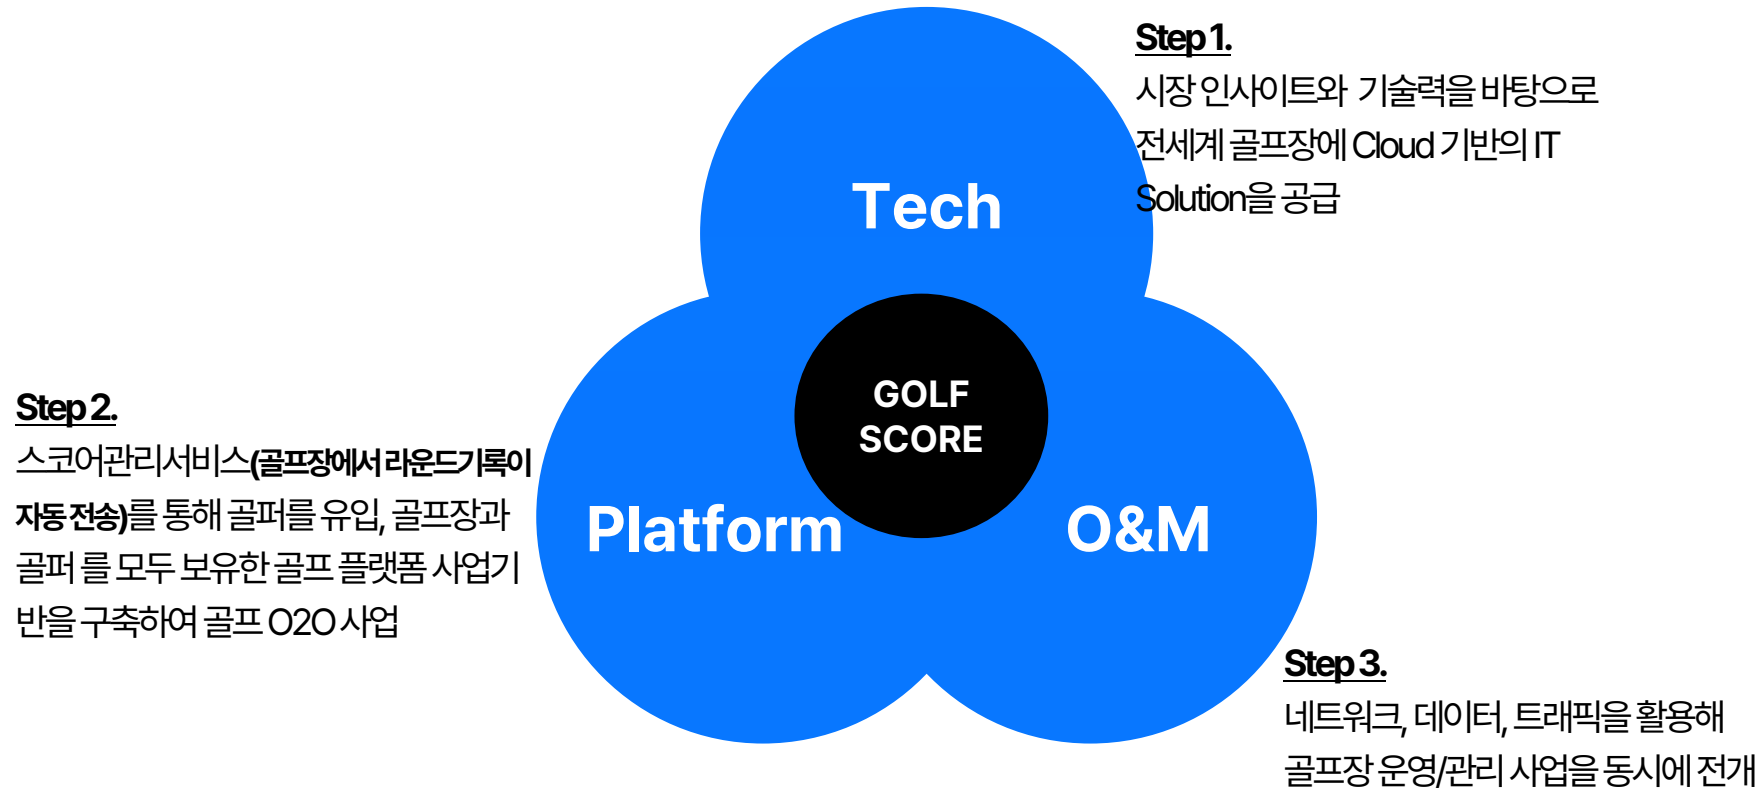 Step 1.
시장 인사이트와 기술력을 바탕으로
전세계 골프장에 Cloud 기반의 IT
Solution을 공급
Tech
GOLF
SCORE
Step 2.
스코어관리서비스(골프장에서 라운드기록이
자동 전송)를 통해 골퍼를 유입, 골프장과
골퍼 를 모두 보유한 골프 플랫폼 사업기
반을 구축하여 골프 O2O 사업
Platform
O&M
Step 3.
네트워크, 데이터, 트래픽을 활용해
골프장 운영/관리 사업을 동시에 전개